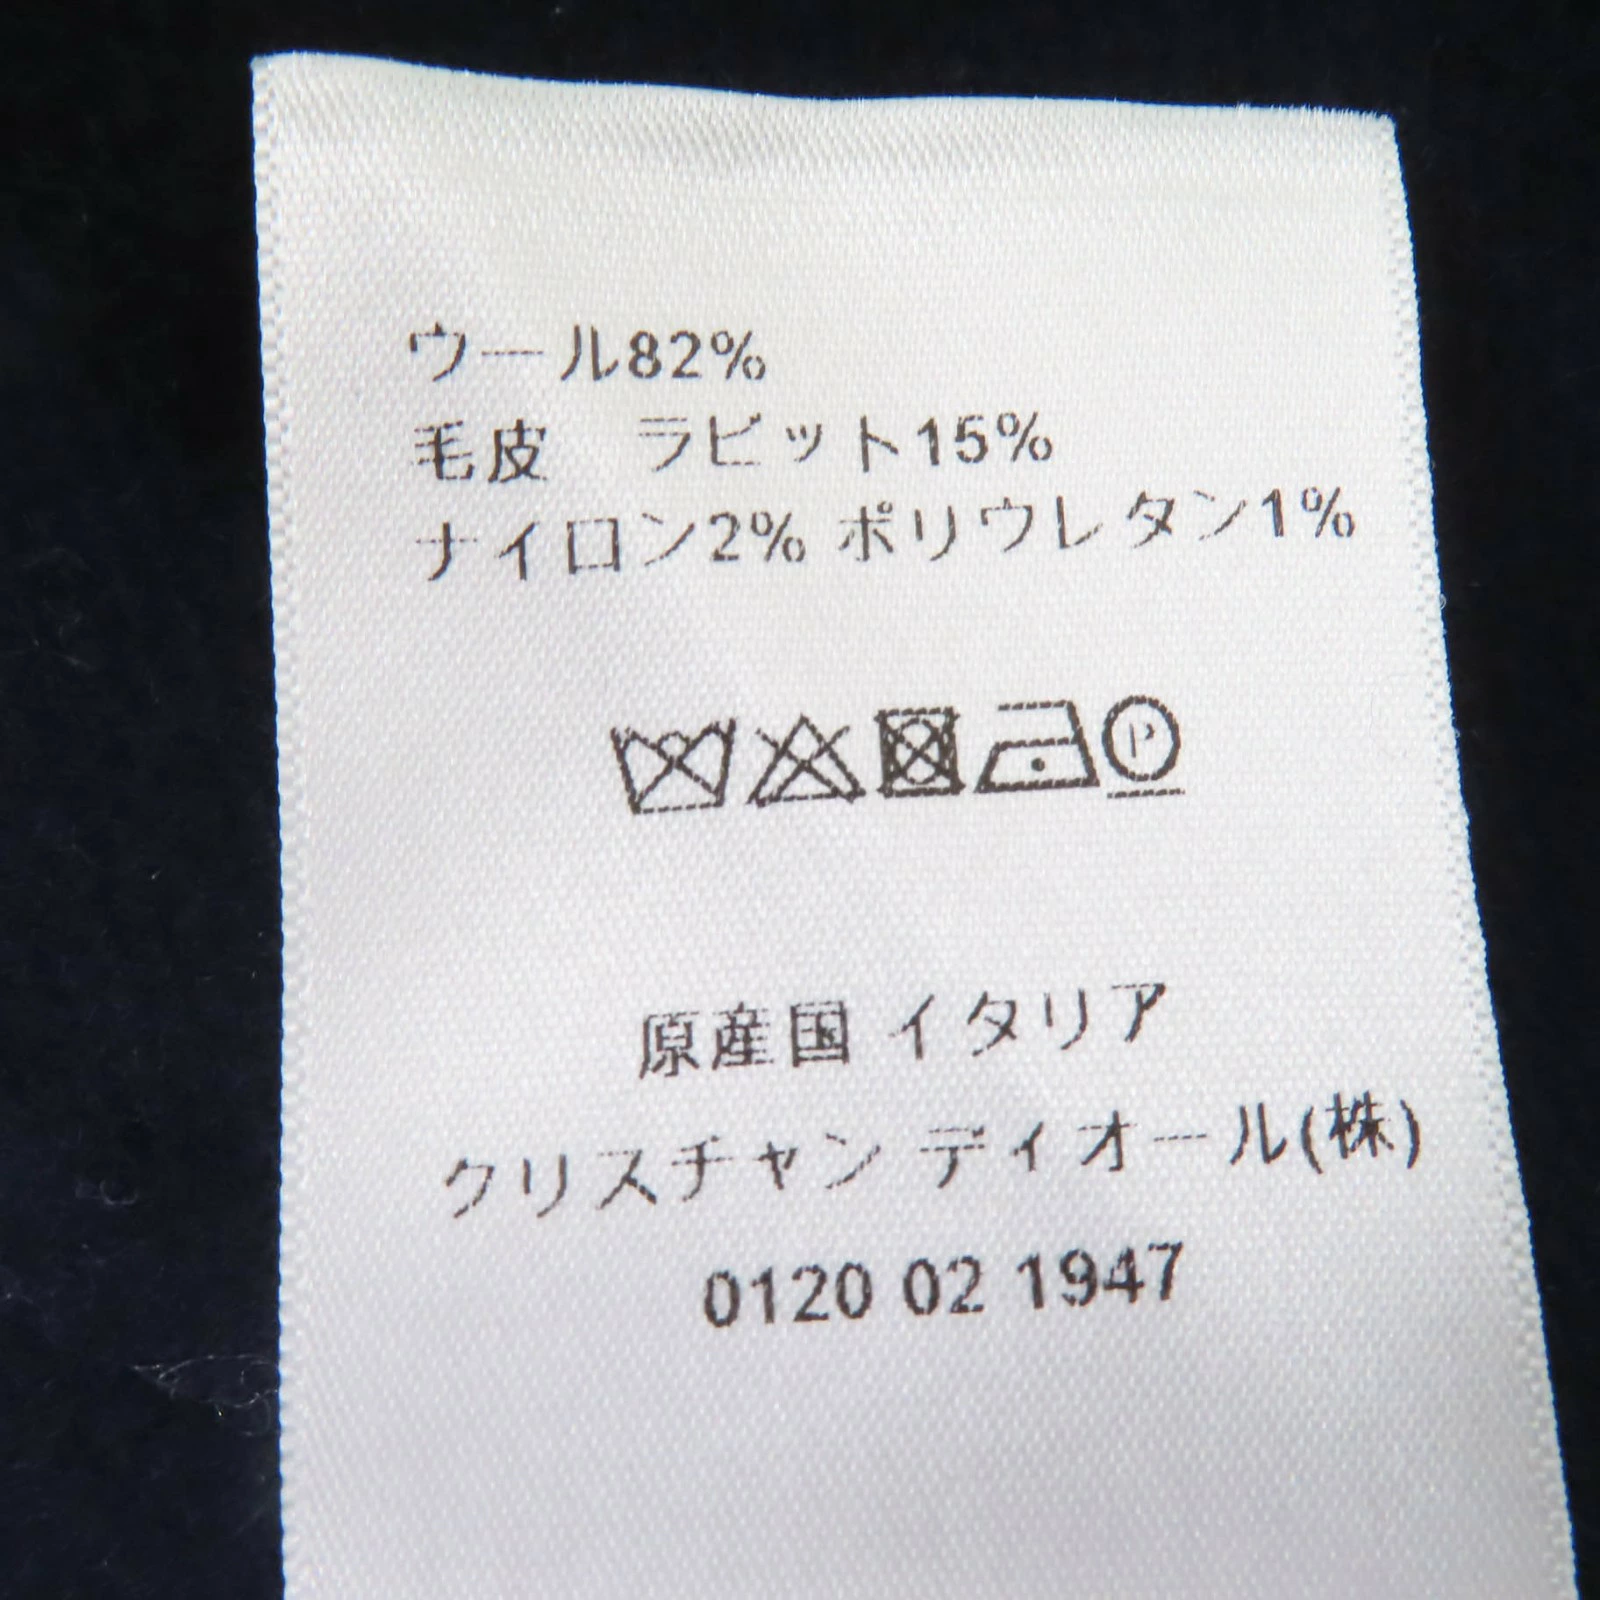 ウール82%
毛皮　ラビット15%
ナイロン2% ポリウレタン1%
P
原産国 イタリア
クリスチャン ディオール(株)
0120 02 1947